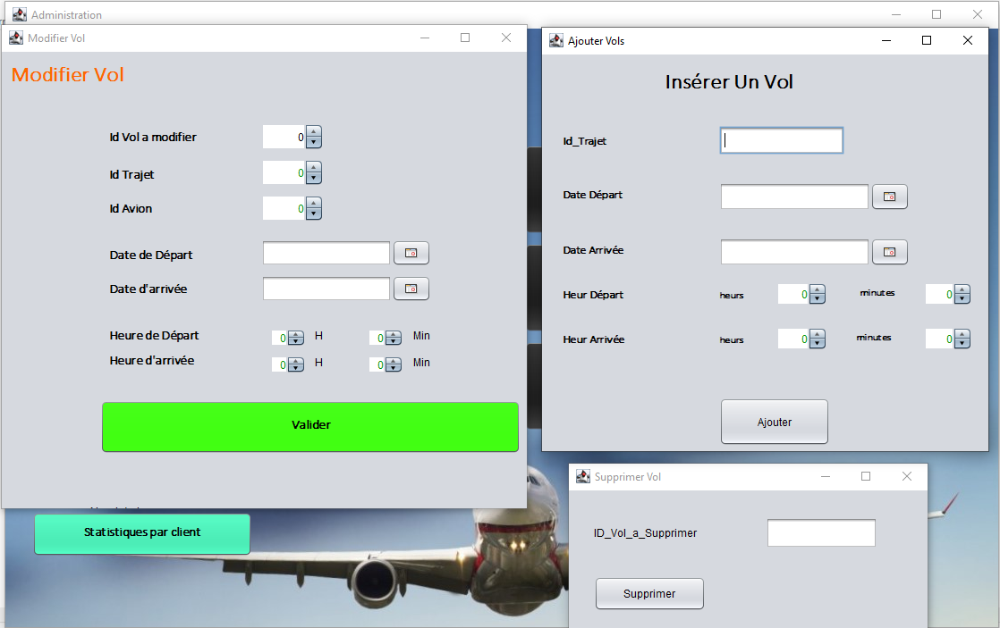 Administration
Modifier Vol
Modifier Vol
Id Vol a modifier 0
Id Trajet 0
Id Avion 0
Date de Départ
Date d'arrivée
Heure de Départ 0 H 0 Min
Heure d'arrivée 0 H 0 Min
Valider
Statistiques par client
Ajouter Vols
Insérer Un Vol
Id_Trajet
Date Départ
Date Arrivée
Heur Départ heurs 0 minutes 0
Heur Arrivée heurs 0 minutes 0
Ajouter
Supprimer Vol
ID_Vol_a_Supprimer
Supprimer